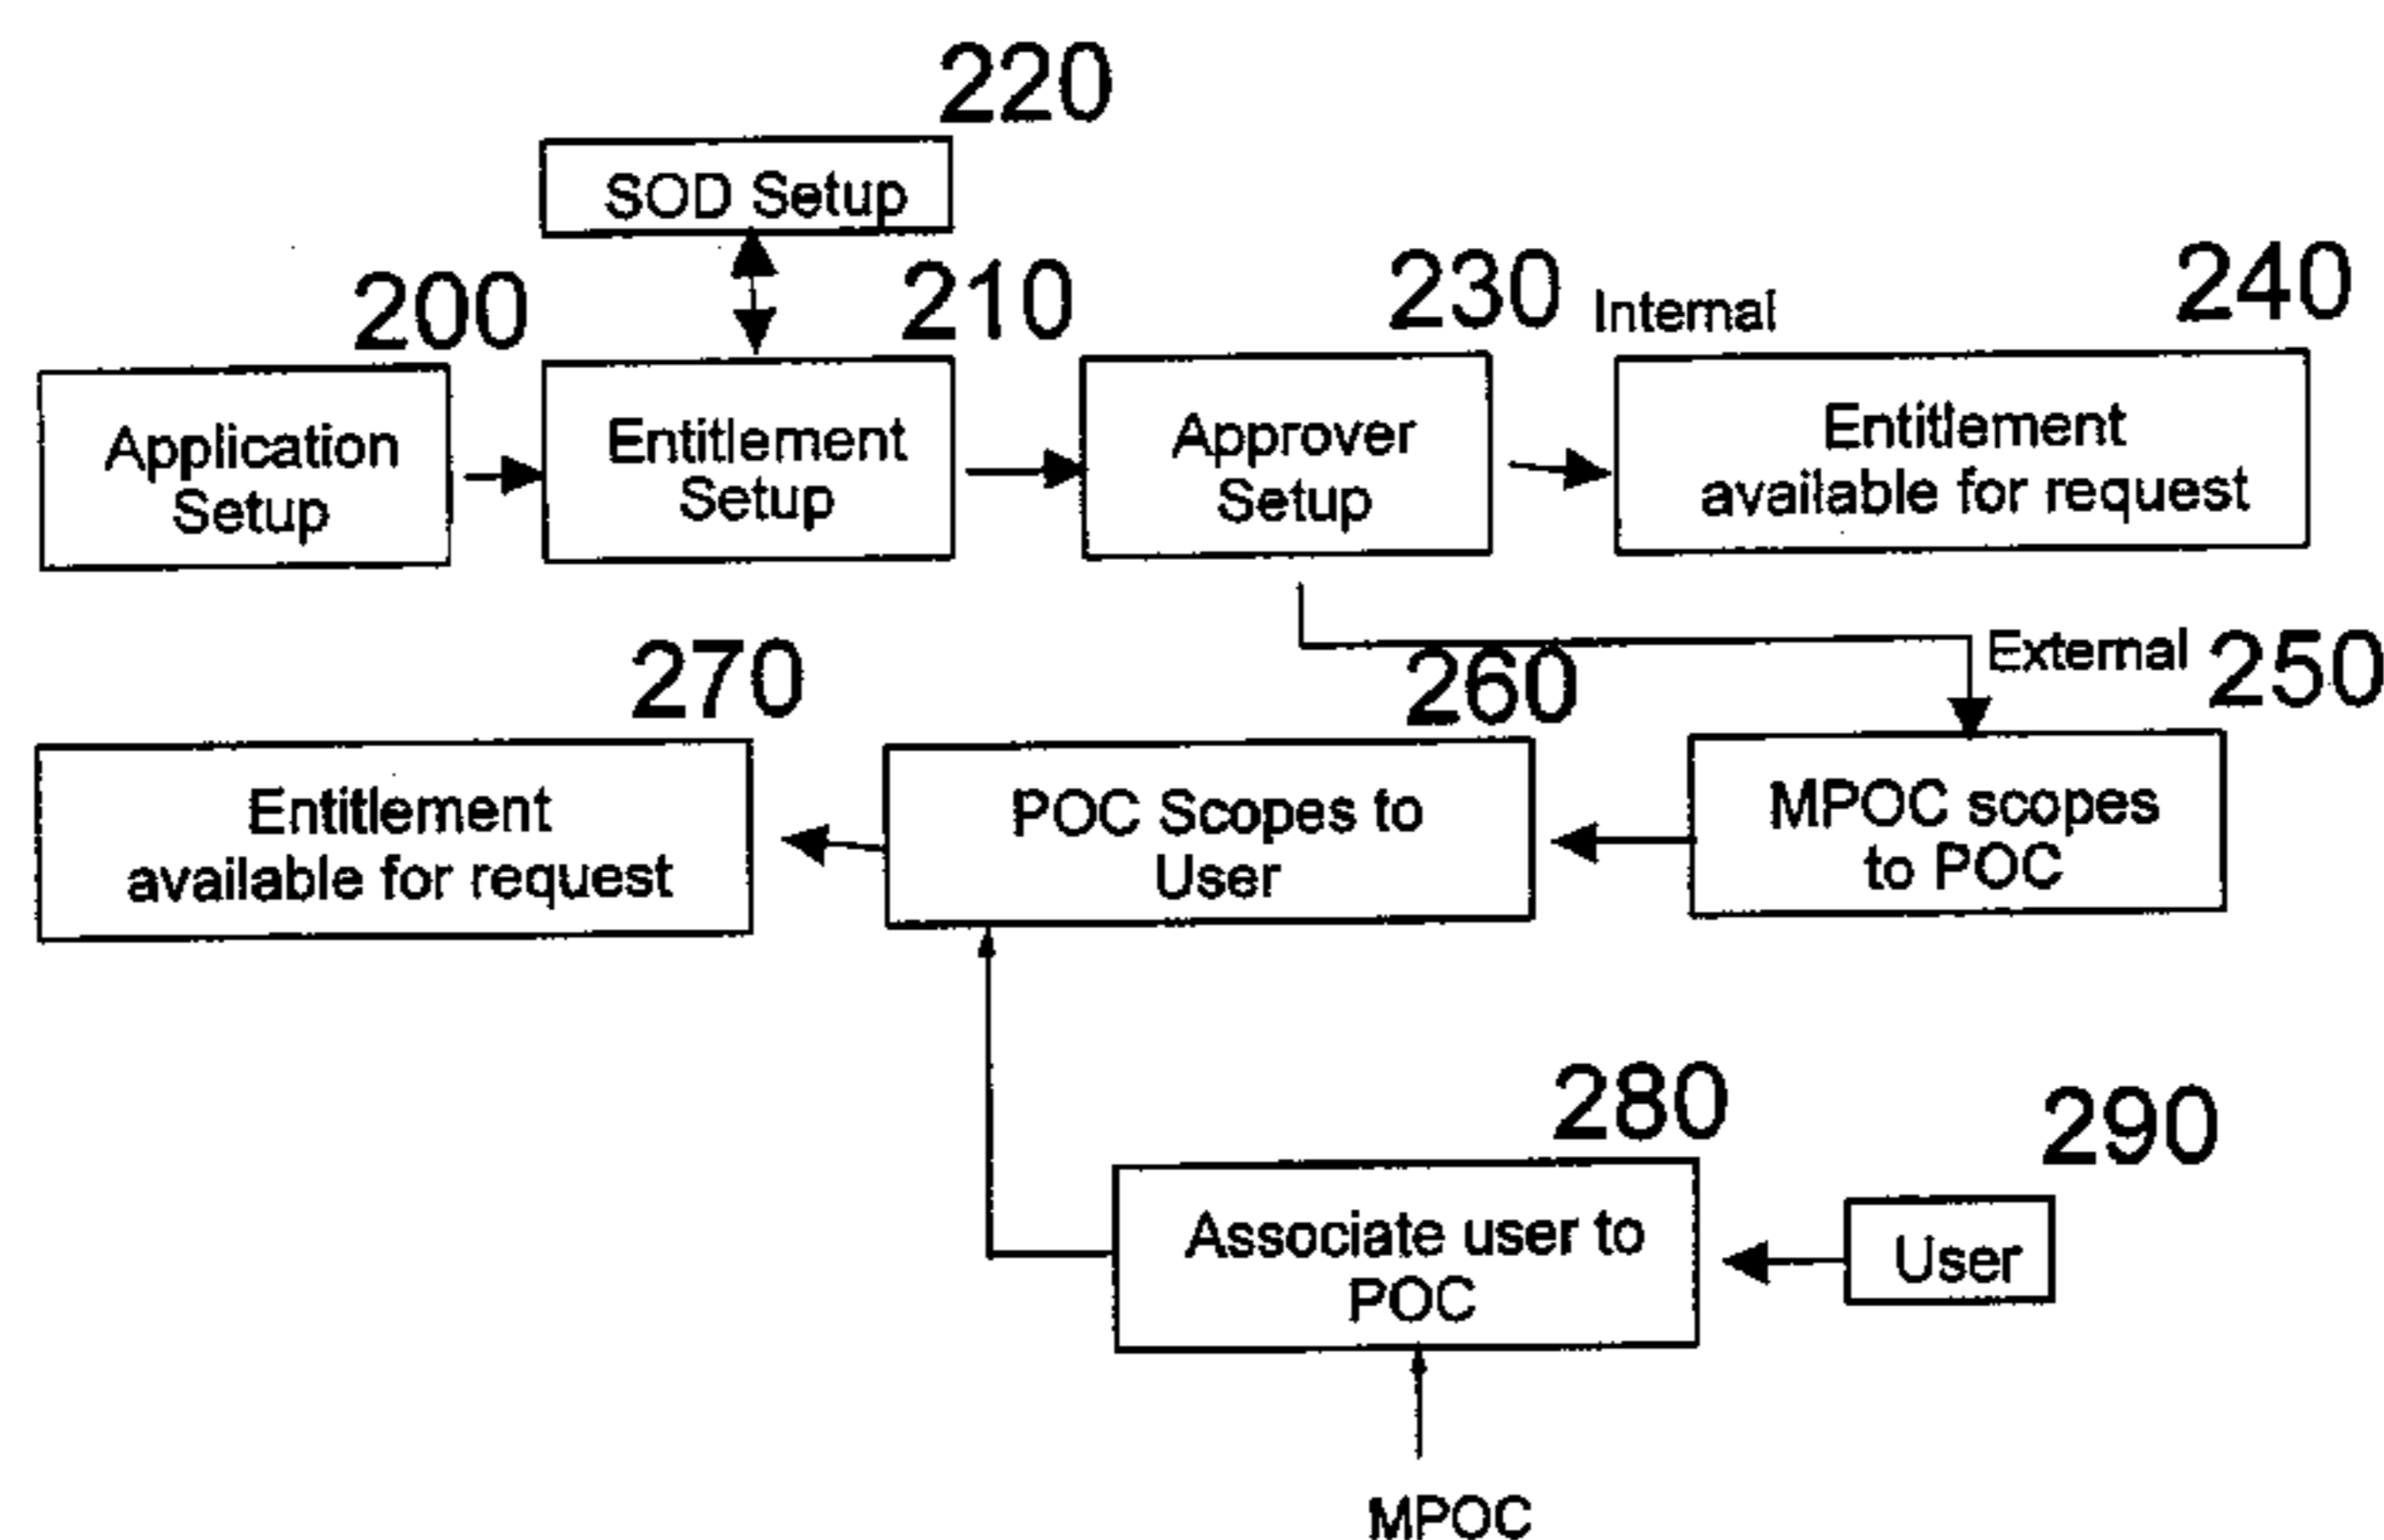 220
SOD Setup
200
210
230
Internal
240
Application
Setup
Entitlement
Setup
Approver
Setup
Entitlement
available for request
External
250
260
270
Entitlement
available for request
POC Scopes to
User
MPOC scopes
to POC
280
290
Associate user to
POC
User
MPOC